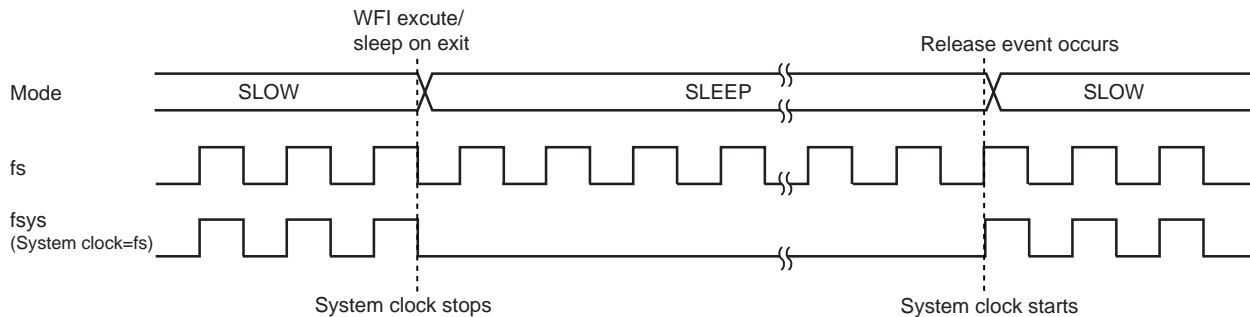 WFI excute/
sleep on exit
Release event occurs
Mode
SLOW
SLEEP
SLOW
fs
fsys
(System clock=fs)
System clock stops
System clock starts